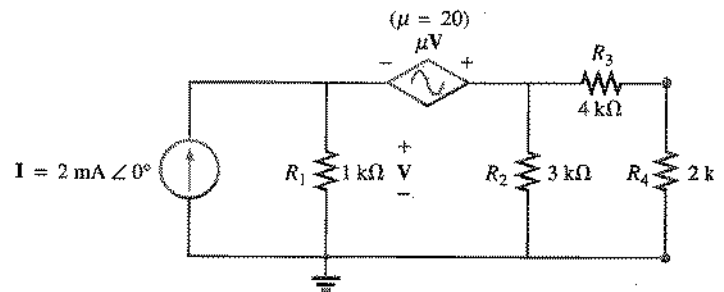 (μ = 20)
μV
− +
R3
4 kΩ
I = 2 mA ∠ 0°
R1
1 kΩ
+
V
−
R2
3 kΩ
R4
2 k